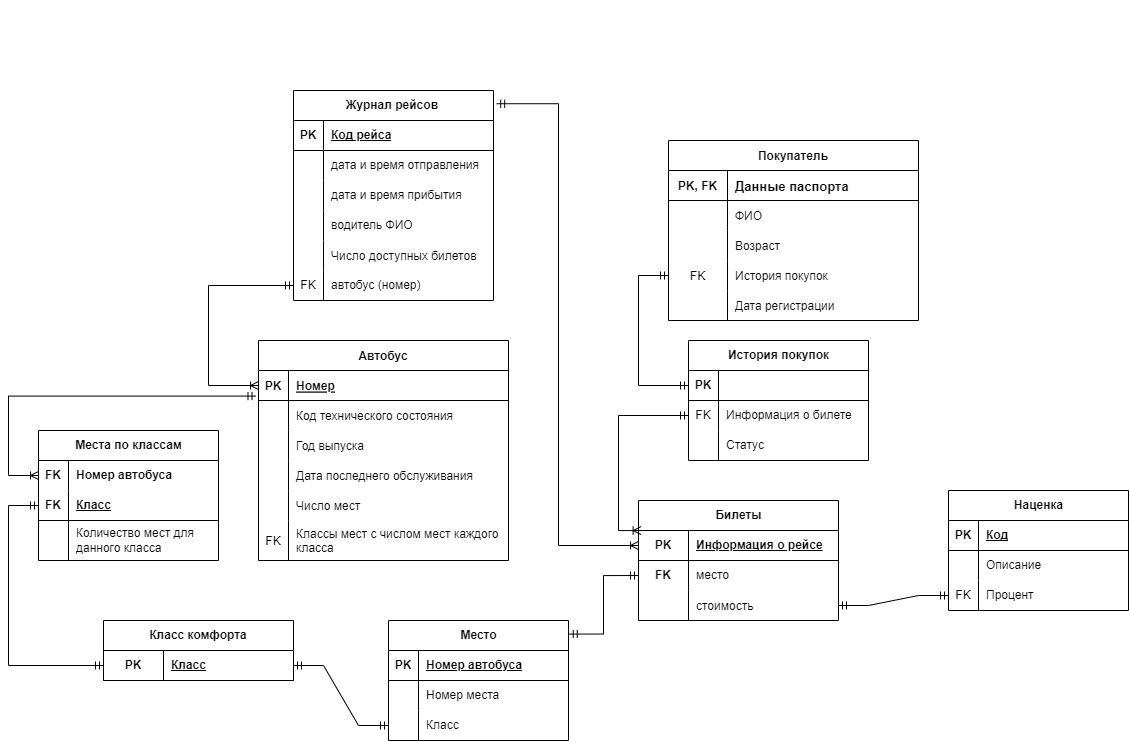 Журнал рейсов
PK Код рейса
дата и время отправления
дата и время прибытия
водитель ФИО
Число доступных билетов
FK автобус (номер)
Покупатель
PK, FK Данные паспорта
ФИО
Возраст
FK История покупок
Дата регистрации
Автобус
PK Номер
Код технического состояния
Год выпуска
Дата последнего обслуживания
Число мест
FK Классы мест с числом мест каждого
класса
История покупок
PK
FK Информация о билете
Статус
Места по классам
FK Номер автобуса
FK Класс
Количество мест для
данного класса
Билеты
PK Информация о рейсе
FK место
стоимость
Наценка
PK Код
Описание
FK Процент
Класс комфорта
PK Класс
Место
PK Номер автобуса
Номер места
Класс